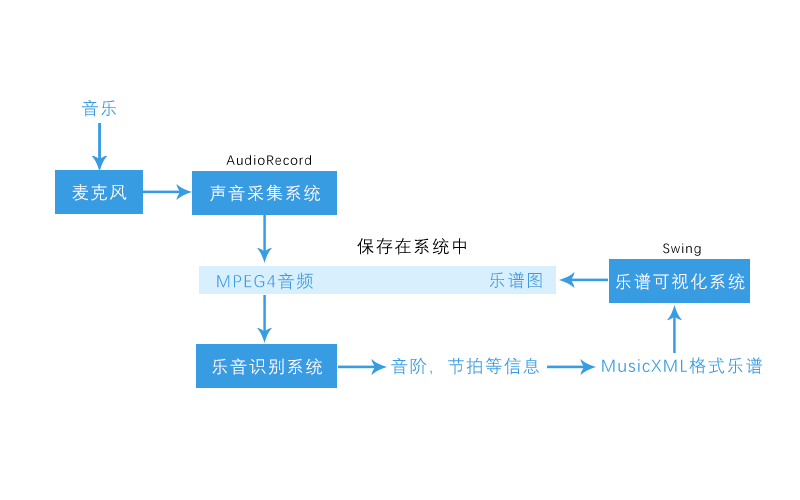 音乐
AudioRecord
麦克风
声音采集系统
保存在系统中
Swing
MPEG4音频
乐谱图
乐谱可视化系统
乐音识别系统
音阶，节拍等信息
MusicXML格式乐谱